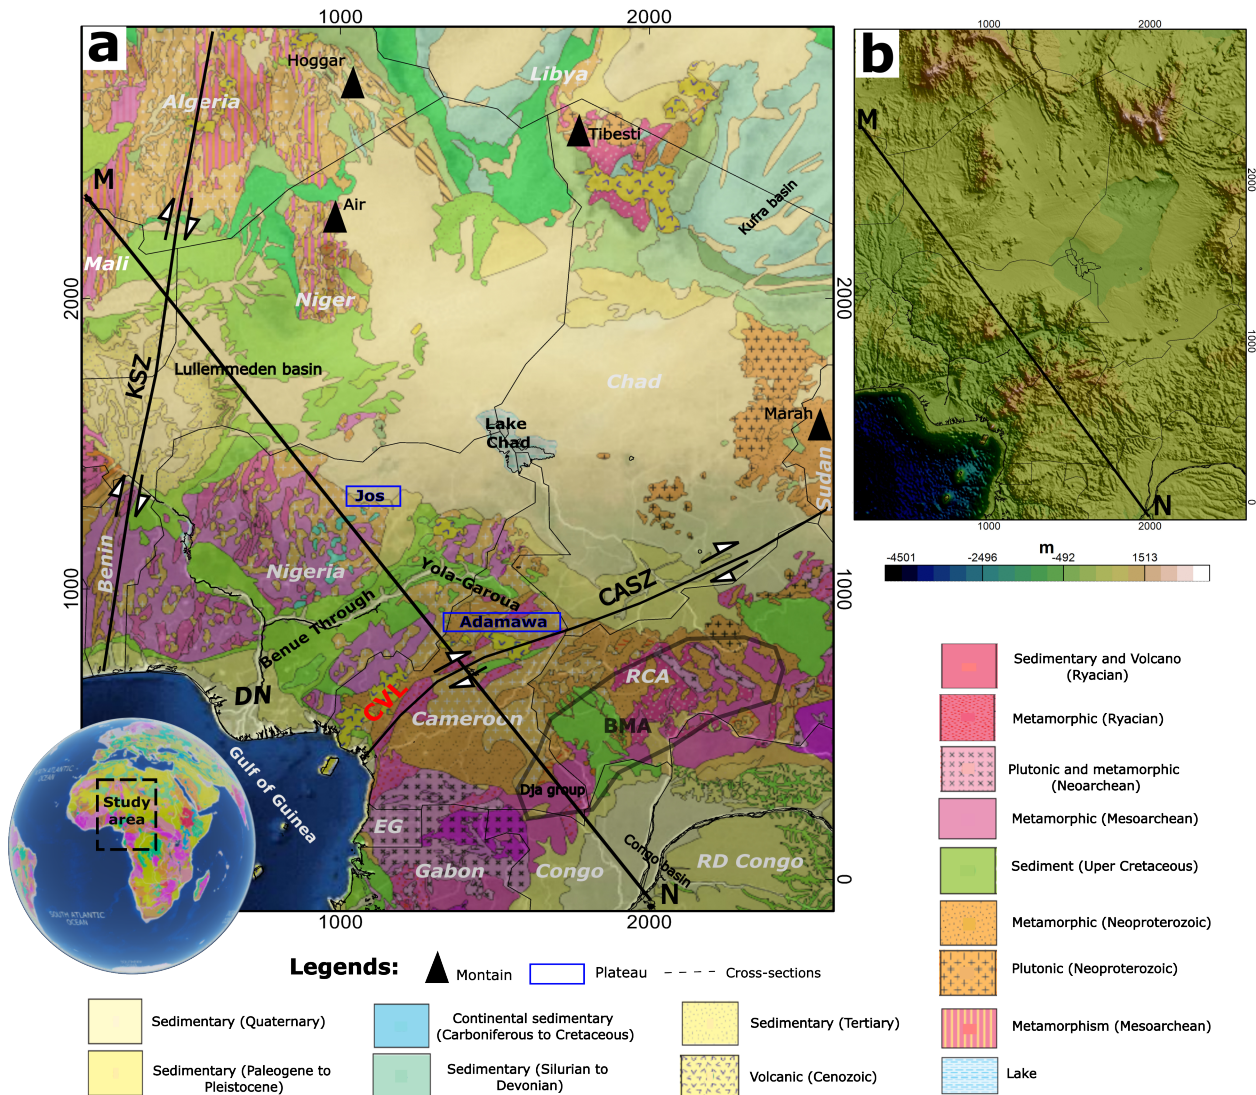 1000
2000
a
Hoggar
Libya
Algeria
Tibesti
M
Air
Kufra basin
Mali
Niger
2000
2000
KSZ
Lullemmeden basin
Chad
Marah
Lake
Chad
Sudan
Jos
Benin
Nigeria
Yola-Garoua
CASZ
1000
1000
Benue Through
Adamawa
RCA
DN
CVL
Cameroon
BMA
Gulf of Guinea
Dja group
EG
Gabon
Congo
Congo basin
RD Congo
0
N
1000
2000
Study
area
SOUTH ATLANTIC
OCEAN
1000
2000
b
M
2000
1000
N
0
1000
2000
m
-4501
-2496
-492
1513
Legends:
Montain
Plateau
Cross-sections
Sedimentary (Quaternary)
Sedimentary (Paleogene to
Pleistocene)
Continental sedimentary
(Carboniferous to Cretaceous)
Sedimentary (Silurian to
Devonian)
Sedimentary (Tertiary)
Volcanic (Cenozoic)
Sedimentary and Volcano
(Ryacian)
Metamorphic (Ryacian)
Plutonic and metamorphic
(Neoarchean)
Metamorphic (Mesoarchean)
Sediment (Uper Cretaceous)
Metamorphic (Neoproterozoic)
Plutonic (Neoproterozoic)
Metamorphism (Mesoarchean)
Lake